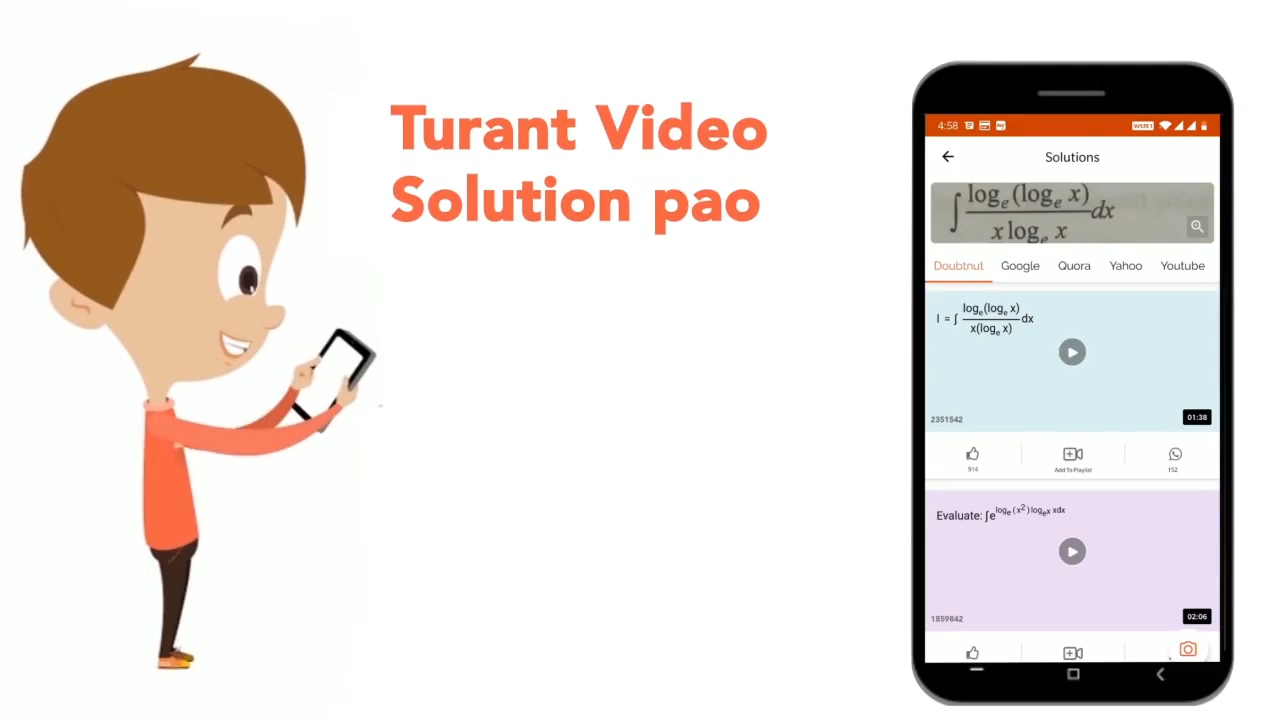 Turant Video
Solution pao
4:58
VoLTE1
Solutions
∫ logₑ(logₑ x) / x logₑ x dx
Doubtnut Google Quora Yahoo Youtube
I = ∫ logₑ(logₑ x) / x(logₑ x) dx
2351542 01:38
914 Add To Playlist 152
Evaluate: ∫e^logₑ(x²)logₑx xdx
1859842 02:06